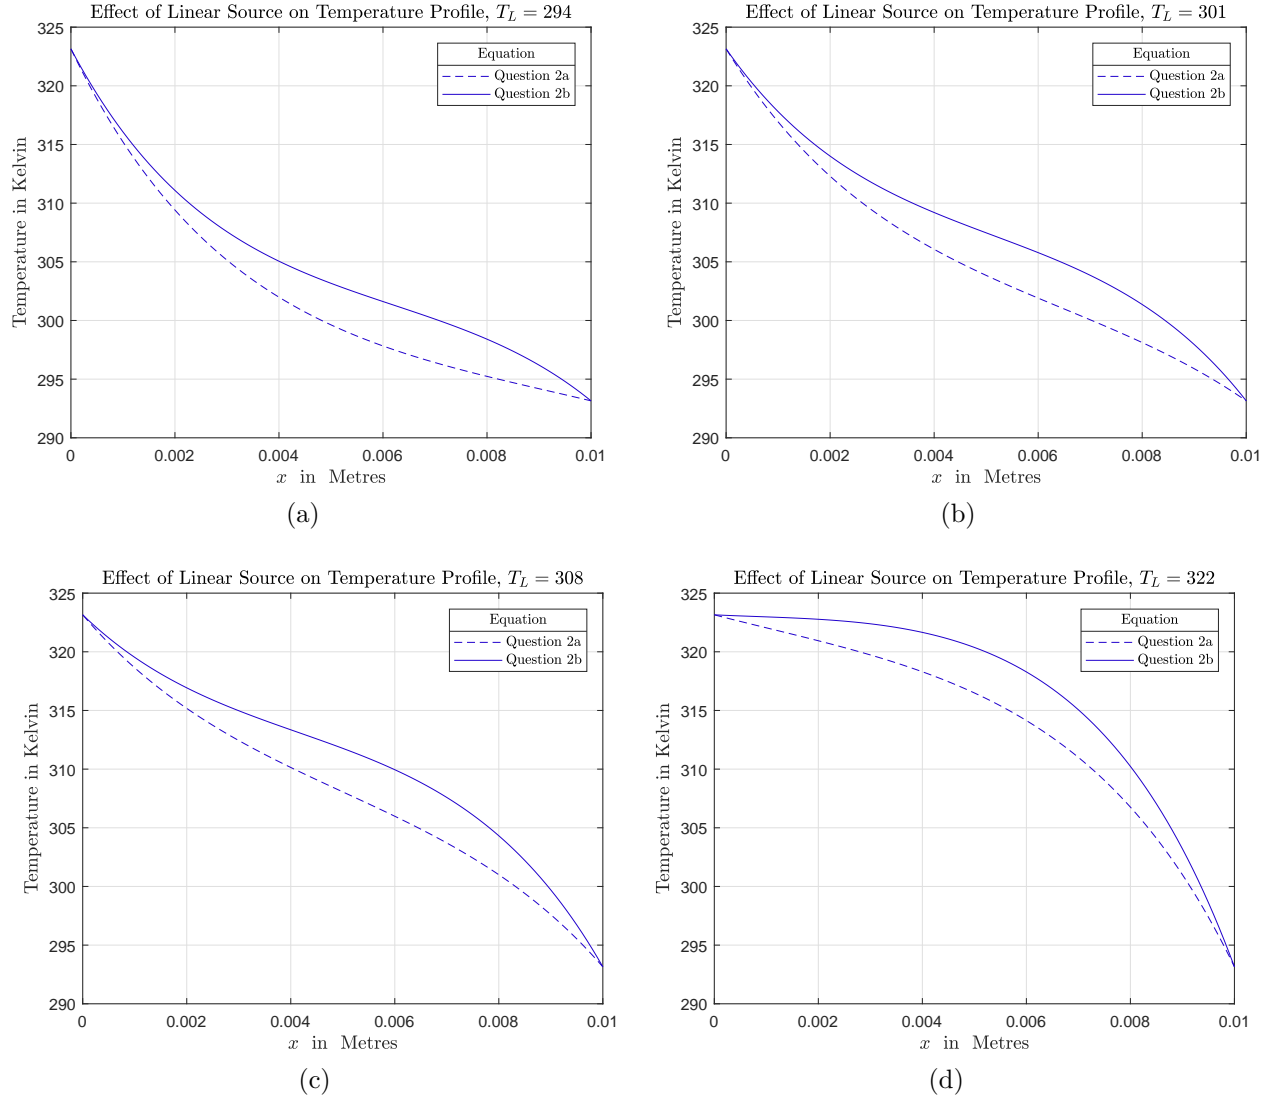 Effect of Linear Source on Temperature Profile, T_L = 294
Equation
Question 2a
Question 2b
Temperature in Kelvin
325
320
315
310
305
300
295
290
0 0.002 0.004 0.006 0.008 0.01
x in Metres
(a)
Effect of Linear Source on Temperature Profile, T_L = 301
Equation
Question 2a
Question 2b
Temperature in Kelvin
325
320
315
310
305
300
295
290
0 0.002 0.004 0.006 0.008 0.01
x in Metres
(b)
Effect of Linear Source on Temperature Profile, T_L = 308
Equation
Question 2a
Question 2b
Temperature in Kelvin
325
320
315
310
305
300
295
290
0 0.002 0.004 0.006 0.008 0.01
x in Metres
(c)
Effect of Linear Source on Temperature Profile, T_L = 322
Equation
Question 2a
Question 2b
Temperature in Kelvin
325
320
315
310
305
300
295
290
0 0.002 0.004 0.006 0.008 0.01
x in Metres
(d)